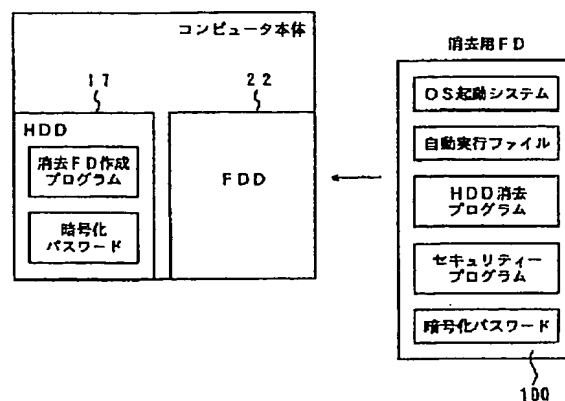 コンピュータ本体
17
22
HDD
消去FD作成
プログラム
暗号化
パスワード
FDD
消去用FD
OS起動システム
自動実行ファイル
HDD消去
プログラム
セキュリティー
プログラム
暗号化パスワード
100